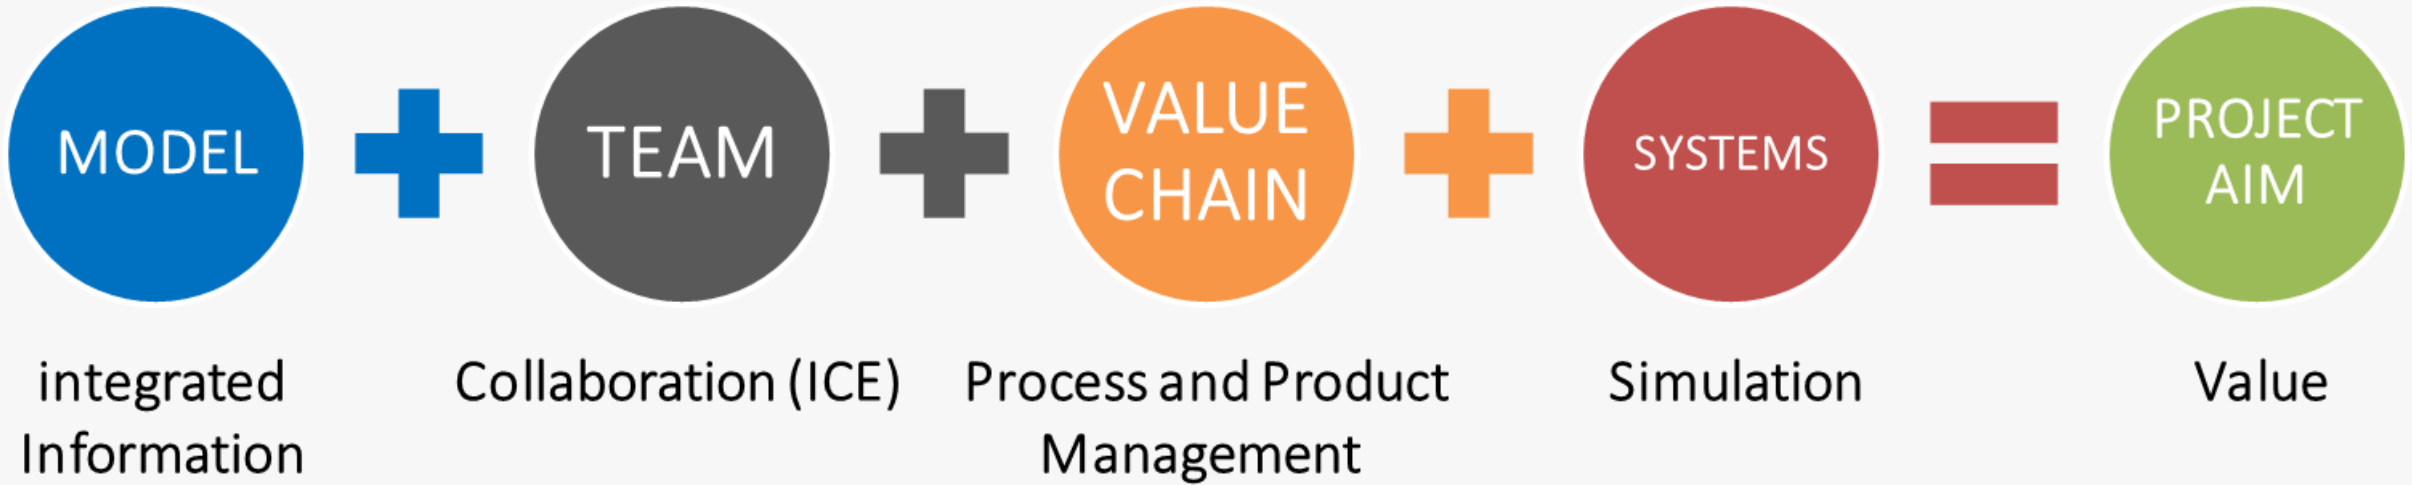 MODEL
TEAM
VALUE
CHAIN
SYSTEMS
PROJECT
AIM
integrated
Information
Collaboration (ICE)
Process and Product
Management
Simulation
Value